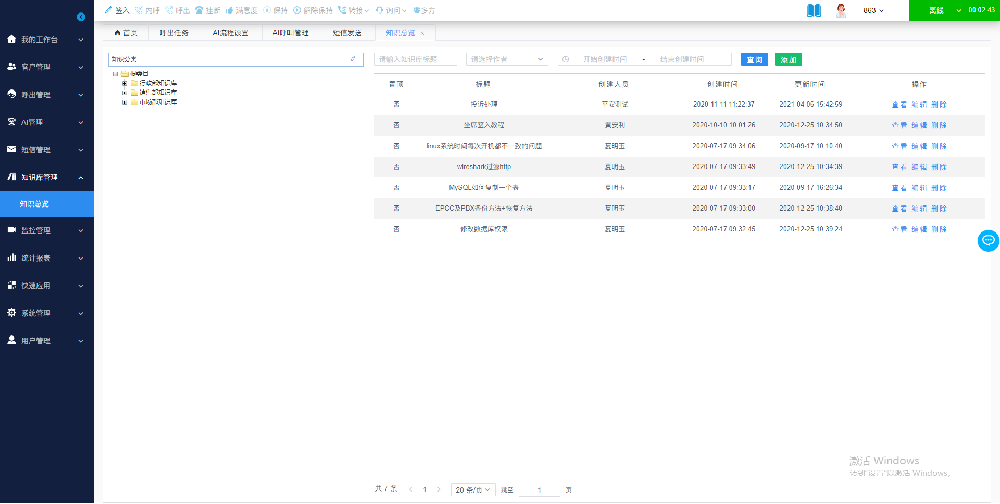 签入 内呼 呼出 挂断 满意度 保持 解除保持 转接 询问 多方 863 离线 00:02:43
首页 呼出任务 AI流程设置 AI呼叫管理 短信发送 知识总览
我的工作台
客户管理
呼出管理
AI管理
短信管理
知识库管理
知识总览
监控管理
统计报表
快速应用
系统管理
用户管理
知识分类
根类目
行政部知识库
销售部知识库
市场部知识库
请输入知识库标题 请选择作者 开始创建时间 - 结束创建时间 查询 添加
置顶 标题 创建人员 创建时间 更新时间 操作
否 投诉处理 平安测试 2020-11-11 11:22:37 2021-04-06 15:42:59 查看 编辑 删除
否 坐席签入教程 黄安利 2020-10-10 10:01:26 2020-12-25 10:34:50 查看 编辑 删除
否 linux系统时间每次开机都不一致的问题 夏明玉 2020-07-17 09:34:06 2020-09-17 10:10:40 查看 编辑 删除
否 wireshark过滤http 夏明玉 2020-07-17 09:33:49 2020-12-25 10:34:39 查看 编辑 删除
否 MySQL如何复制一个表 夏明玉 2020-07-17 09:33:17 2020-09-17 16:26:34 查看 编辑 删除
否 EPCC及PBX备份方法+恢复方法 夏明玉 2020-07-17 09:33:00 2020-12-25 10:38:40 查看 编辑 删除
否 修改数据库权限 夏明玉 2020-07-17 09:32:45 2020-12-25 10:39:24 查看 编辑 删除
激活 Windows
转到"设置"以激活 Windows。
共 7 条 1 20 条/页 跳至 1 页